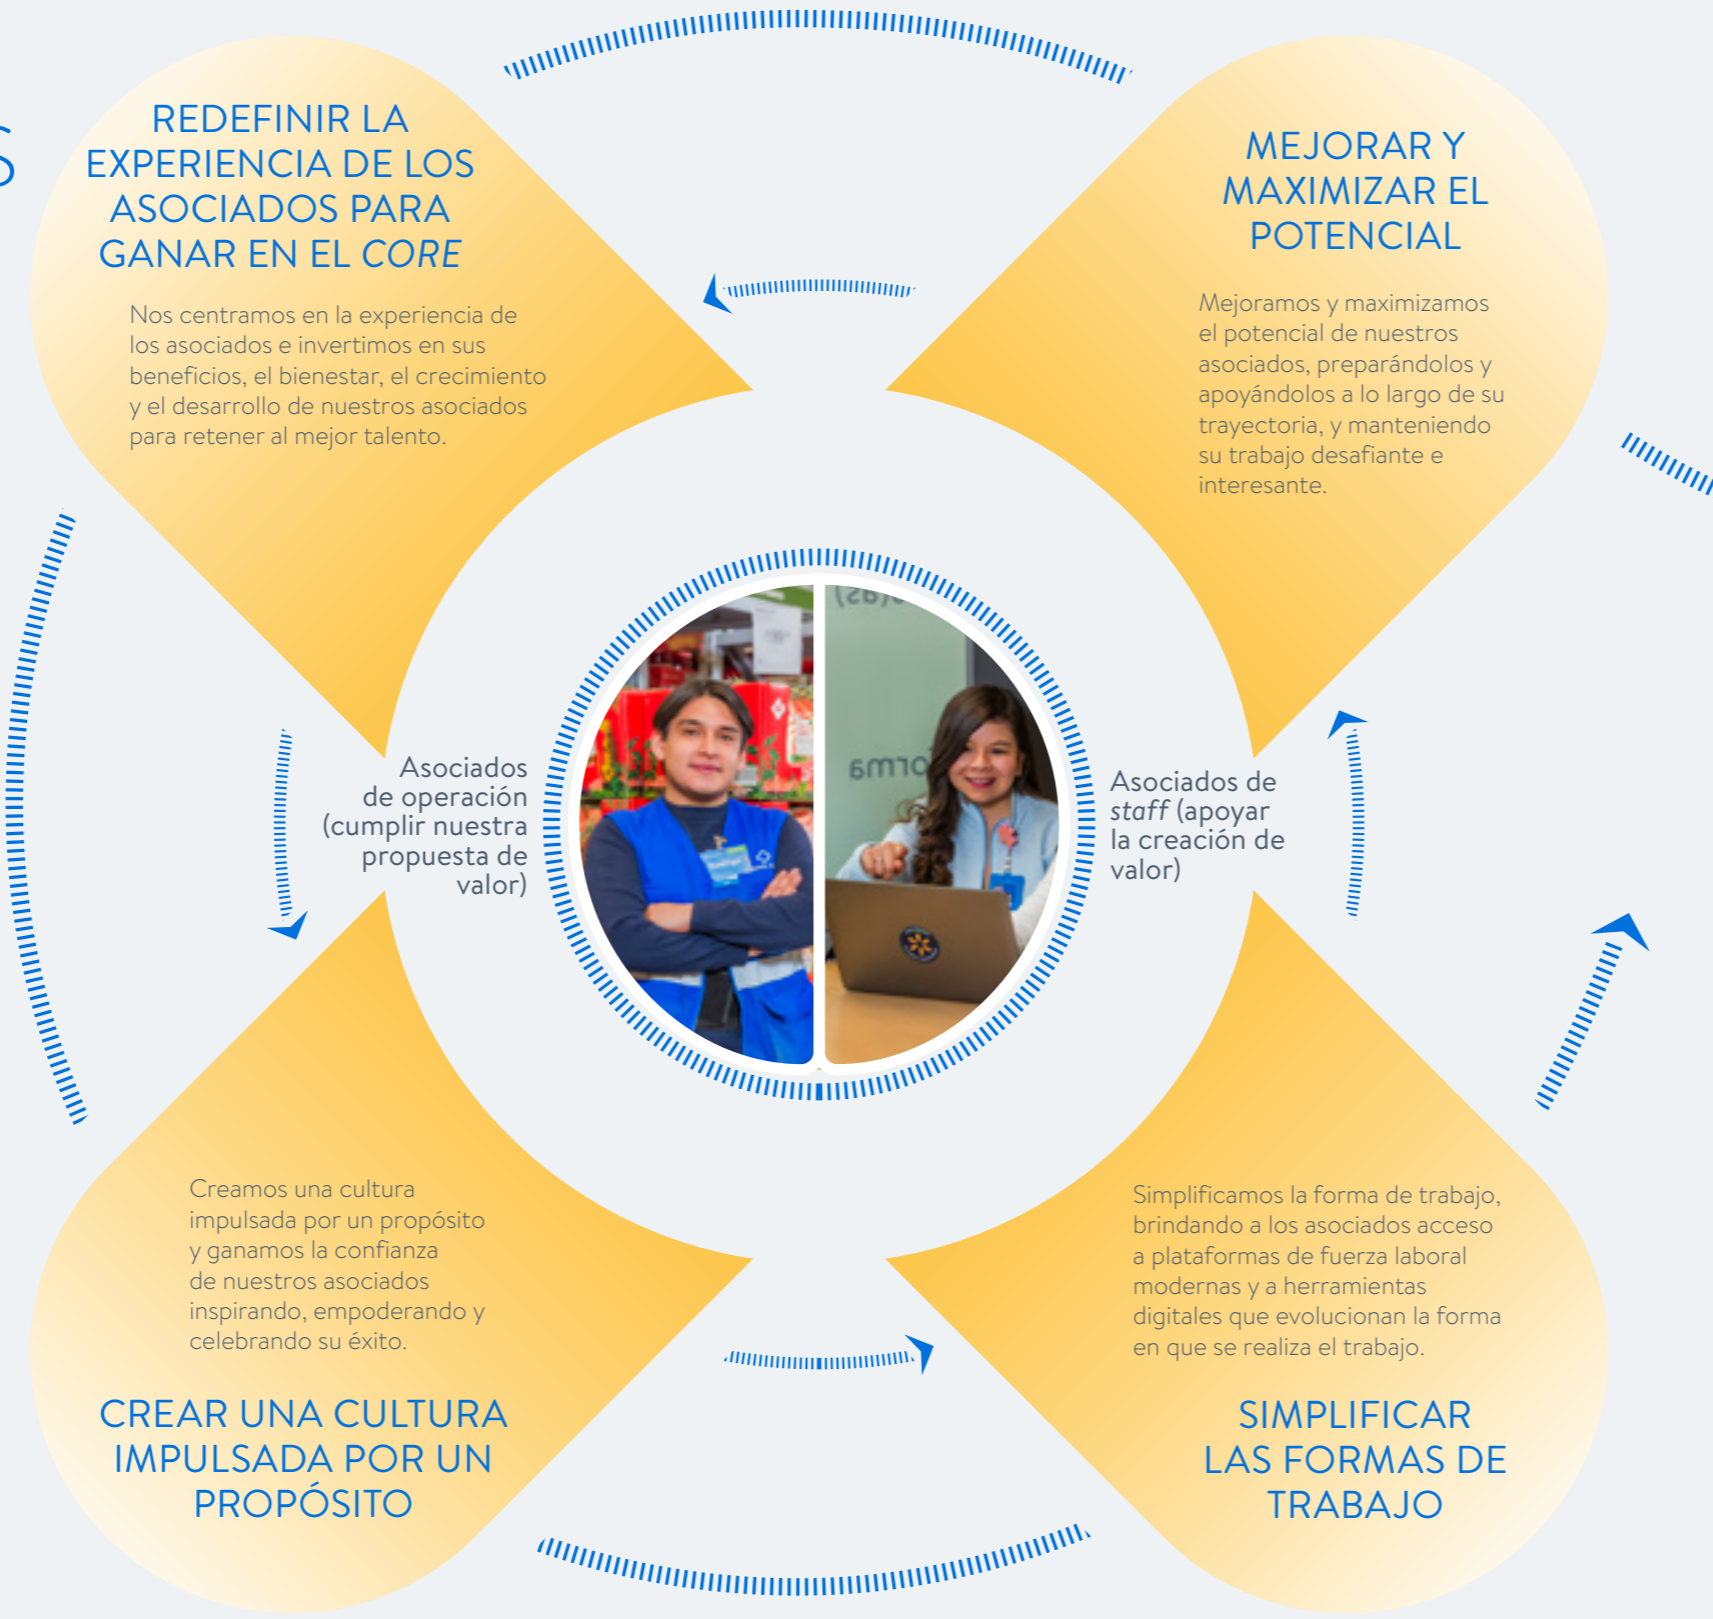 S
REDEFINIR LA
EXPERIENCIA DE LOS
ASOCIADOS PARA
GANAR EN EL CORE
Nos centramos en la experiencia de
los asociados e invertimos en sus
beneficios, el bienestar, el crecimiento
y el desarrollo de nuestros asociados
para retener al mejor talento.
MEJORAR Y
MAXIMIZAR EL
POTENCIAL
Mejoramos y maximizamos
el potencial de nuestros
asociados, preparándolos y
apoyándolos a lo largo de su
trayectoria, y manteniendo
su trabajo desafiante e
interesante.
Asociados
de operación
(cumplir nuestra
propuesta de
valor)
Asociados de
staff (apoyar
la creación de
valor)
Creamos una cultura
impulsada por un propósito
y ganamos la confianza
de nuestros asociados
inspirando, empoderando y
celebrando su éxito.
CREAR UNA CULTURA
IMPULSADA POR UN
PROPÓSITO
Simplificamos la forma de trabajo,
brindando a los asociados acceso
a plataformas de fuerza laboral
modernas y a herramientas
digitales que evolucionan la forma
en que se realiza el trabajo.
SIMPLIFICAR
LAS FORMAS DE
TRABAJO